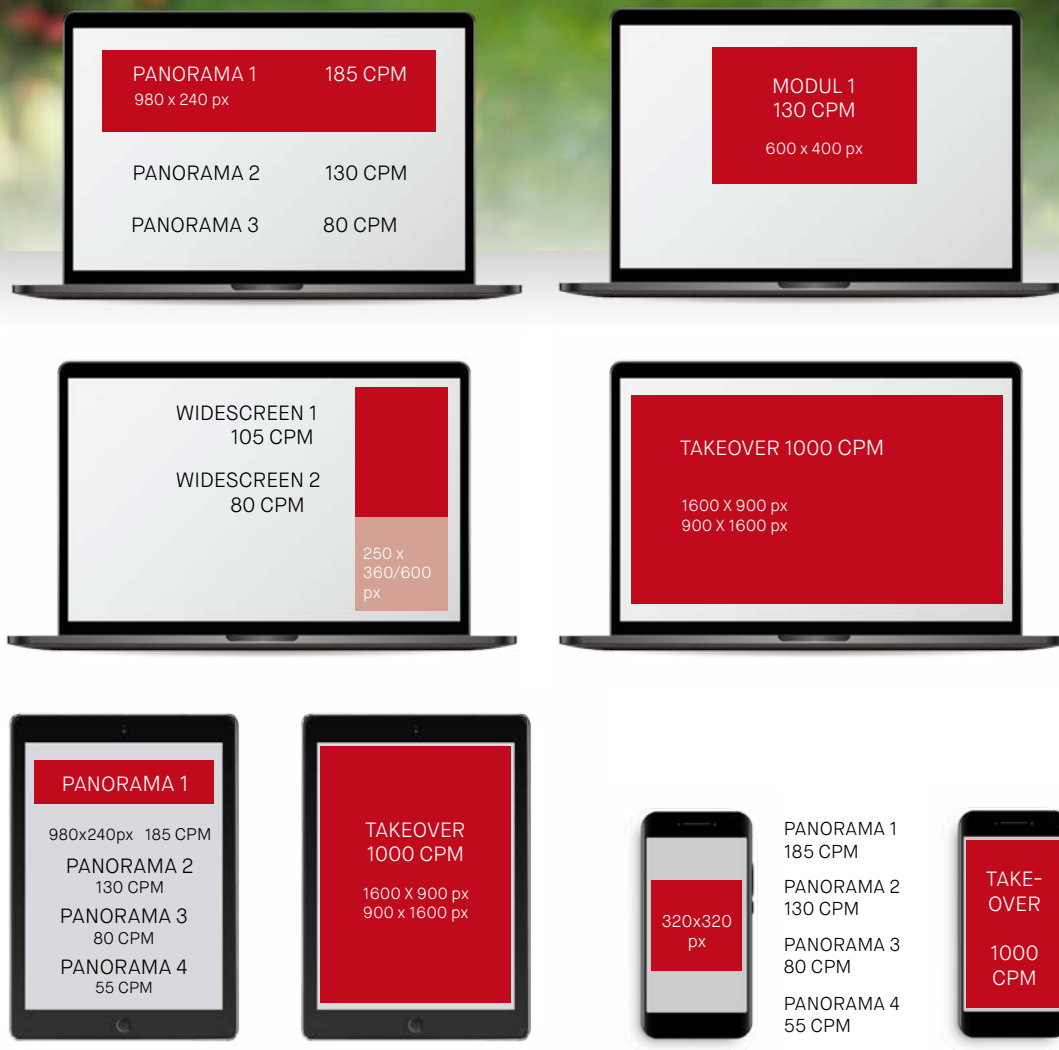 PANORAMA 1 185 CPM
980 x 240 px
PANORAMA 2 130 CPM
PANORAMA 3 80 CPM
MODUL 1
130 CPM
600 x 400 px
WIDESCREEN 1
105 CPM
WIDESCREEN 2
80 CPM
250 x
360/600
px
TAKEOVER 1000 CPM
1600 X 900 px
900 X 1600 px
PANORAMA 1
980x240px 185 CPM
PANORAMA 2
130 CPM
PANORAMA 3
80 CPM
PANORAMA 4
55 CPM
TAKEOVER
1000 CPM
1600 X 900 px
900 x 1600 px
320x320
px
PANORAMA 1
185 CPM
PANORAMA 2
130 CPM
PANORAMA 3
80 CPM
PANORAMA 4
55 CPM
TAKE-
OVER
1000
CPM